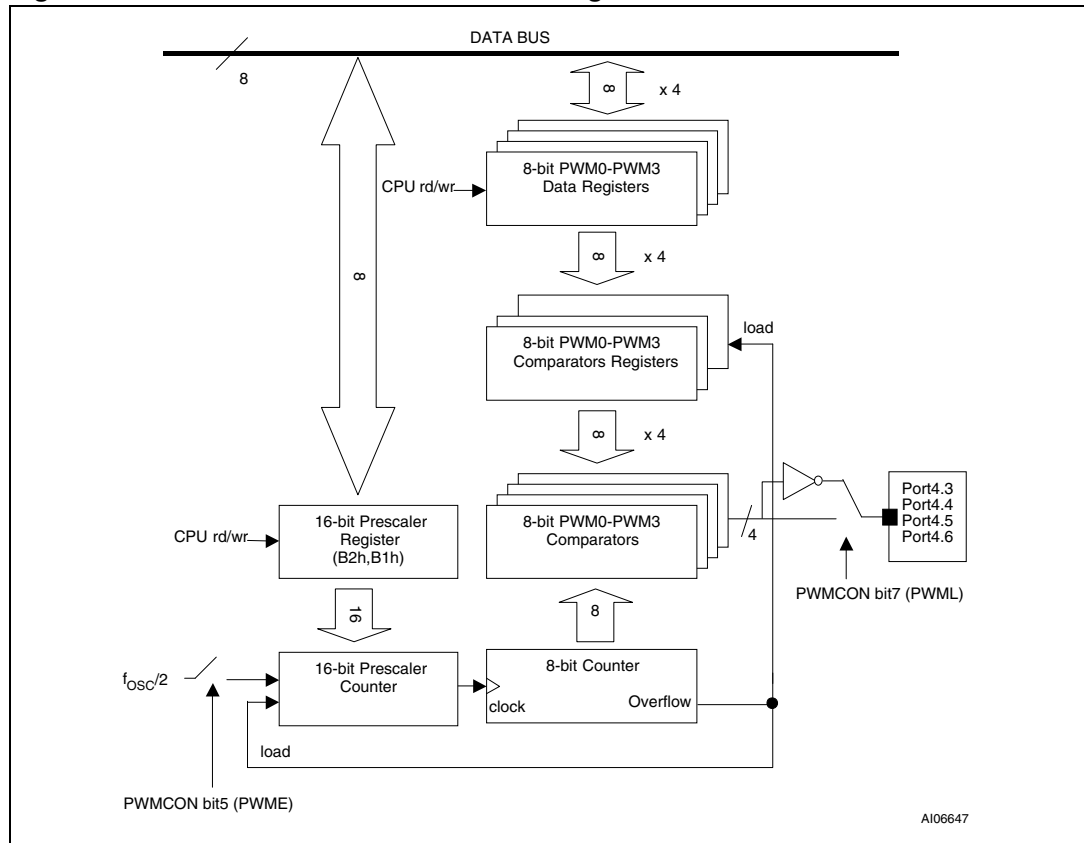 DATA BUS
8
8
x 4
8-bit PWM0-PWM3
Data Registers
CPU rd/wr
8
x 4
8
load
8-bit PWM0-PWM3
Comparators Registers
8
x 4
Port4.3
Port4.4
Port4.5
Port4.6
16-bit Prescaler
Register
(B2h,B1h)
CPU rd/wr
8-bit PWM0-PWM3
Comparators
4
PWMCON bit7 (PWML)
16
8
16-bit Prescaler
Counter
8-bit Counter
fOSC/2
clock
Overflow
load
PWMCON bit5 (PWME)
AI06647